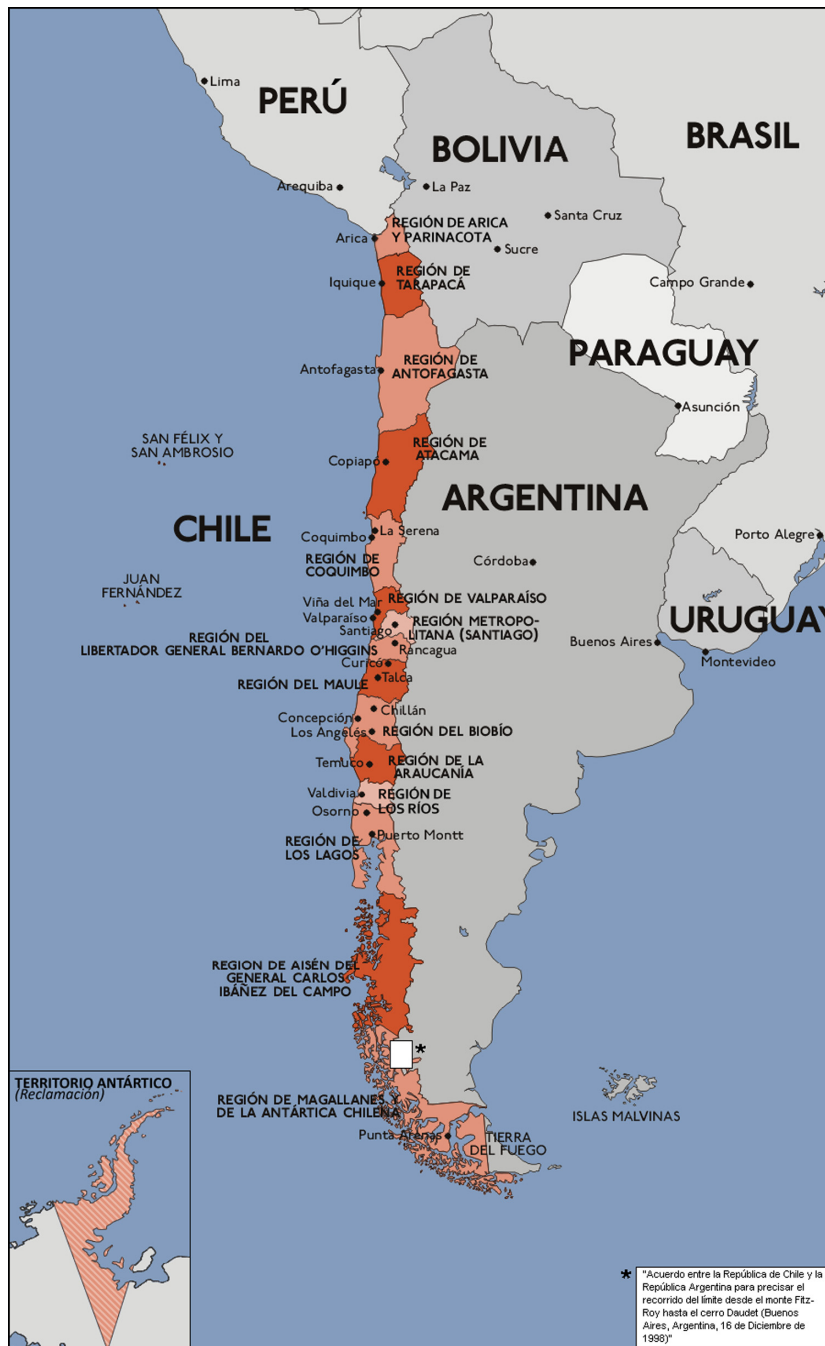 Lima
PERÚ
BRASIL
BOLIVIA
Arequiba
La Paz
Santa Cruz
REGIÓN DE ARICA
Y PARINACOTA
Arica
Sucre
REGIÓN DE
TARAPACÁ
Iquique
Campo Grande
PARAGUAY
REGIÓN DE
ANTOFAGASTA
Antofagasta
Asunción
SAN FÉLIX Y
SAN AMBROSIO
REGIÓN DE
ATACAMA
Copiapó
ARGENTINA
CHILE
La Serena
Coquimbo
Porto Alegre
REGIÓN DE
COQUIMBO
Córdoba
JUAN
FERNÁNDEZ
REGIÓN DE VALPARAÍSO
Viña del Mar
Valparaíso
URUGUAY
REGIÓN METROPO-
LITANA (SANTIAGO)
Santiago
REGIÓN DEL
LIBERTADOR GENERAL BERNARDO O'HIGGINS
Rancagua
Buenos Aires
Montevideo
Curicó
Talca
REGIÓN DEL MAULE
Chillán
Concepción
Los Angelés
REGIÓN DEL BIOBÍO
Temuco
REGIÓN DE LA
ARAUCANÍA
Valdivia
REGIÓN DE
LOS RÍOS
Osorno
Puerto Montt
REGIÓN DE
LOS LAGOS
REGION DE AISÉN DEL
GENERAL CARLOS
IBÁÑEZ DEL CAMPO
*
TERRITORIO ANTÁRTICO
(Reclamación)
REGIÓN DE MAGALLANES Y
DE LA ANTÁRTICA CHILENA
ISLAS MALVINAS
Punta Arenas
TIERRA
DEL FUEGO
* "Acuerdo entre la República de Chile y la
República Argentina para precisar el
recorrido del límite desde el monte Fitz-
Roy hasta el cerro Daudet (Buenos
Aires, Argentina, 16 de Diciembre de
1998)"